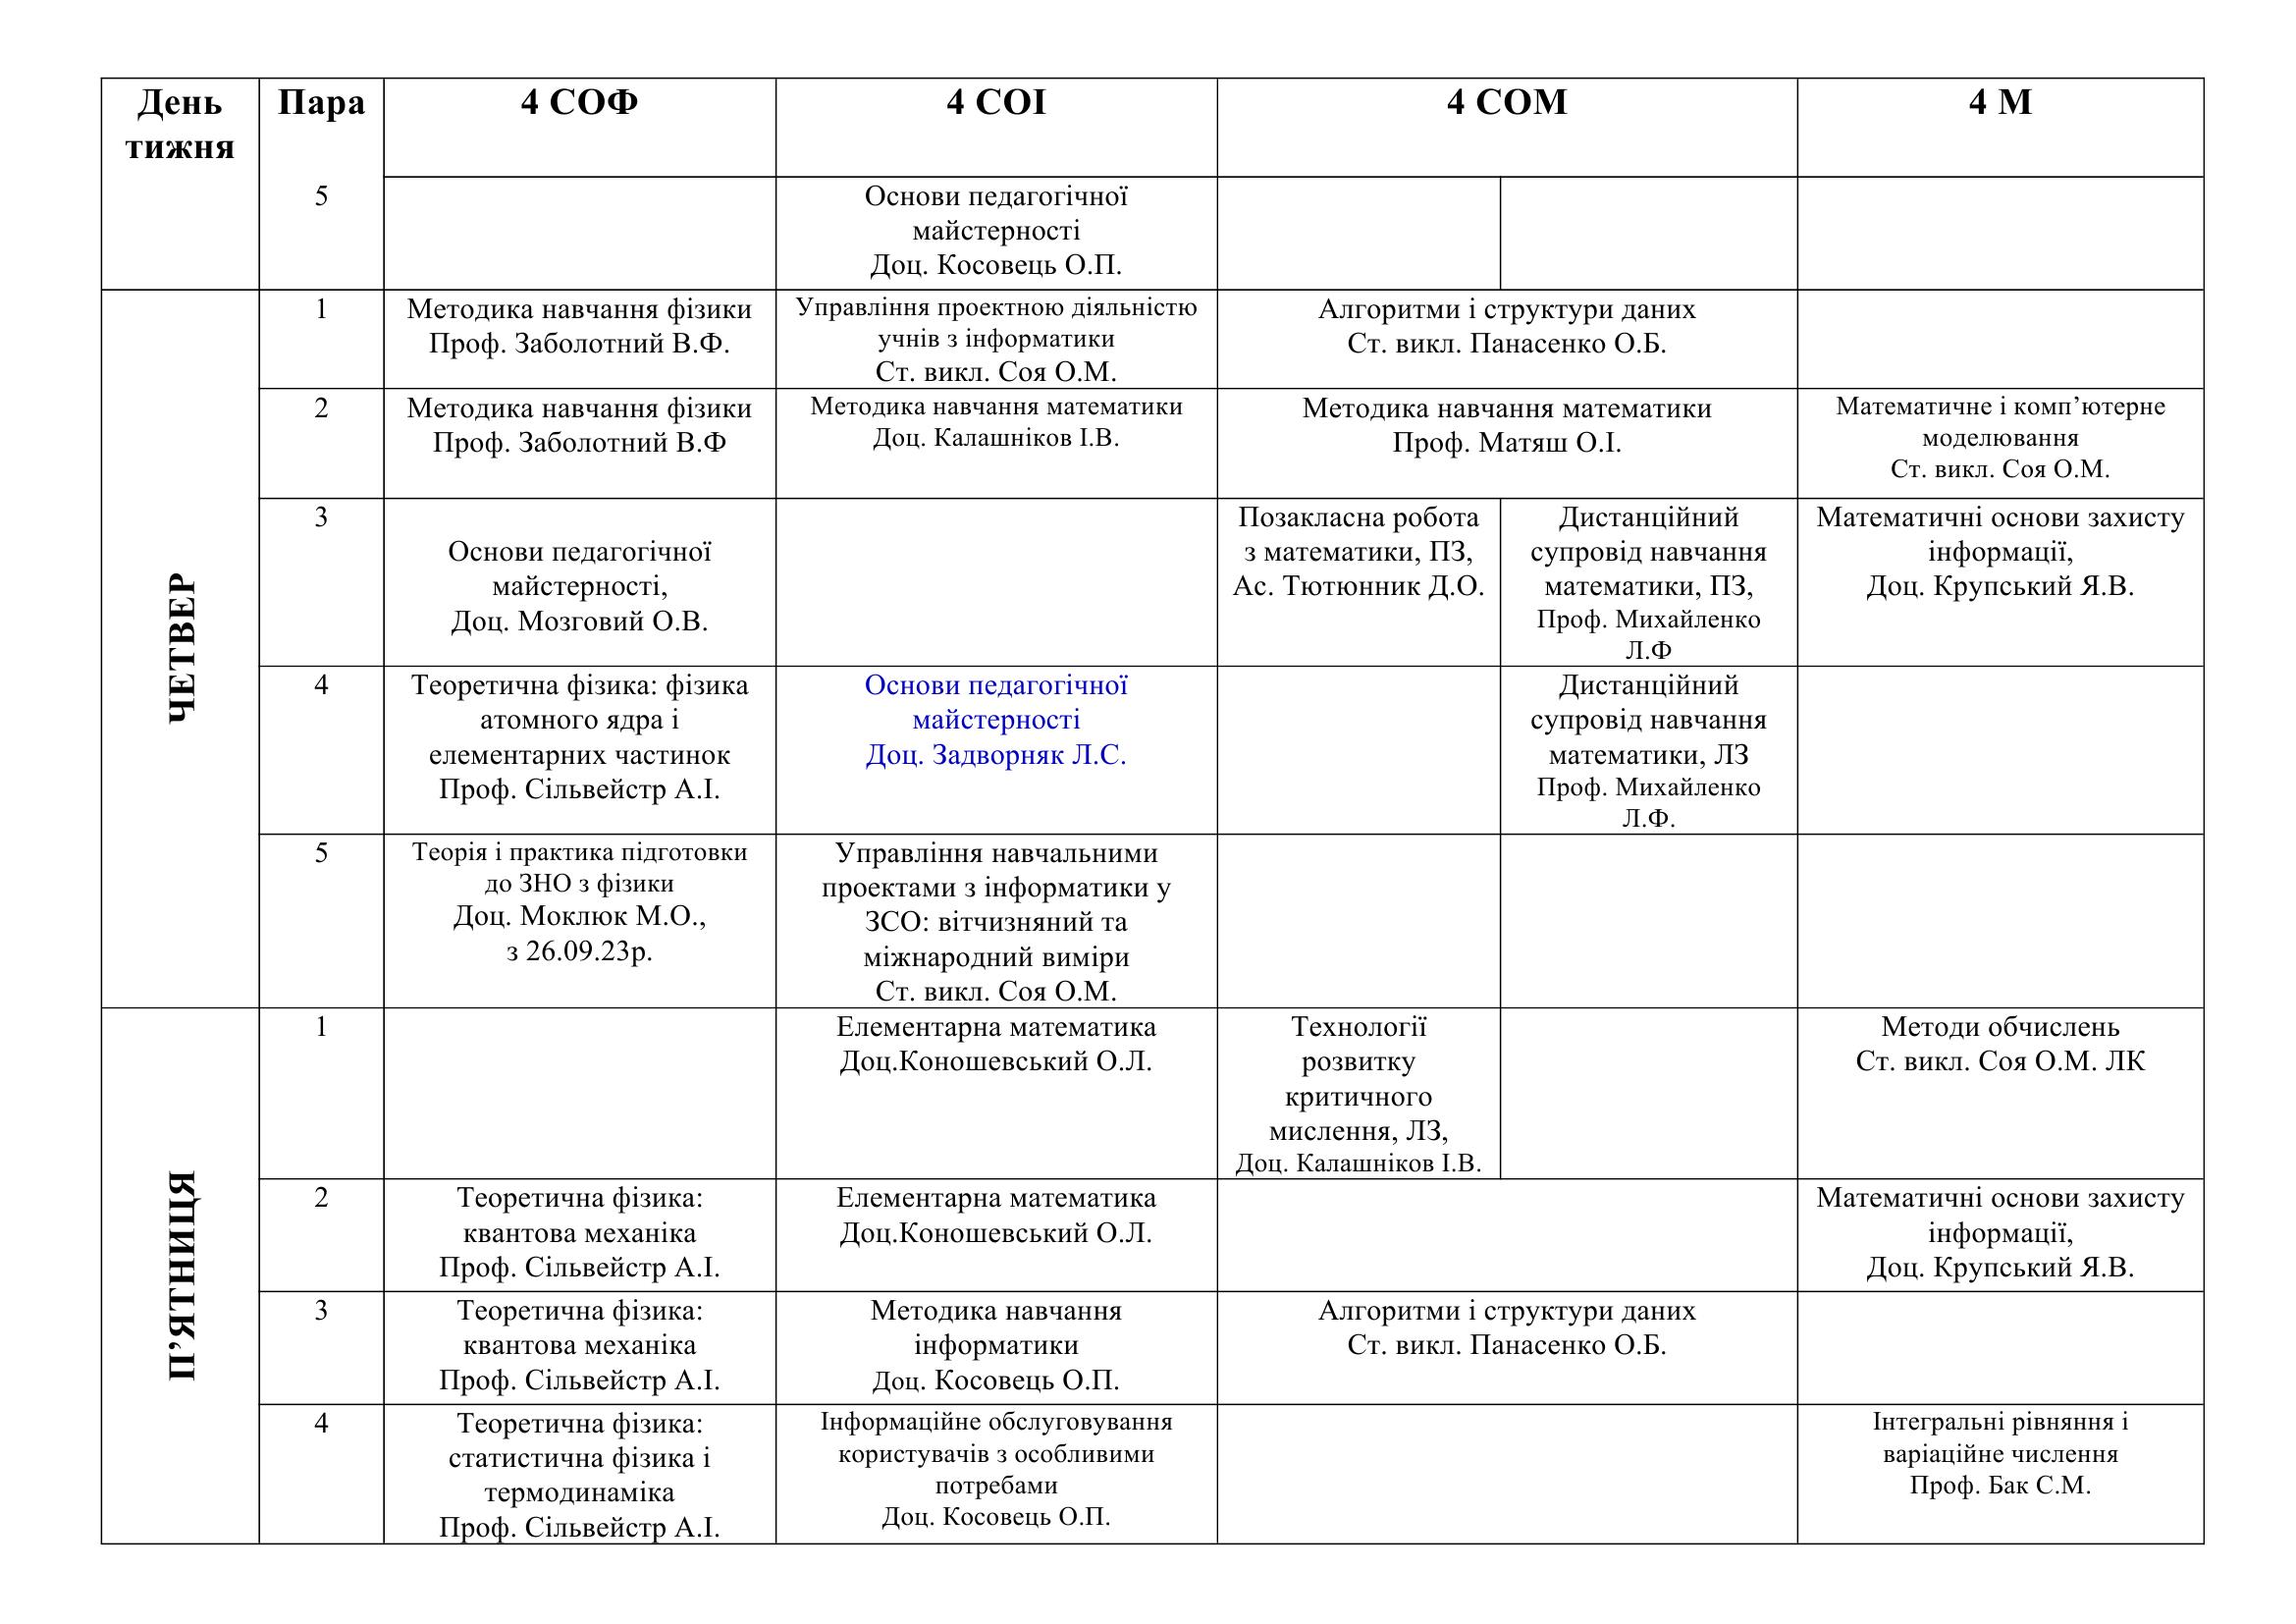 День
тижня
Пара
4 СОФ
4 СОІ
4 СОМ
4 М
5
Основи педагогічної
майстерності
Доц. Косовець О.П.
ЧЕТВЕР
1
Методика навчання фізики
Проф. Заболотний В.Ф.
Управління проектною діяльністю
учнів з інформатики
Ст. викл. Соя О.М.
Алгоритми і структури даних
Ст. викл. Панасенко О.Б.
2
Методика навчання фізики
Проф. Заболотний В.Ф
Методика навчання математики
Доц. Калашніков І.В.
Методика навчання математики
Проф. Матяш О.І.
Математичне і комп’ютерне
моделювання
Ст. викл. Соя О.М.
3
Основи педагогічної
майстерності,
Доц. Мозговий О.В.
Позакласна робота
з математики, ПЗ,
Ас. Тютюнник Д.О.
Дистанційний
супровід навчання
математики, ПЗ,
Проф. Михайленко
Л.Ф
Математичні основи захисту
інформації,
Доц. Крупський Я.В.
4
Теоретична фізика: фізика
атомного ядра і
елементарних частинок
Проф. Сільвейстр А.І.
Основи педагогічної
майстерності
Доц. Задворняк Л.С.
Дистанційний
супровід навчання
математики, ЛЗ
Проф. Михайленко
Л.Ф.
5
Теорія і практика підготовки
до ЗНО з фізики
Доц. Моклюк М.О.,
з 26.09.23р.
Управління навчальними
проектами з інформатики у
ЗСО: вітчизняний та
міжнародний виміри
Ст. викл. Соя О.М.
П’ЯТНИЦЯ
1
Елементарна математика
Доц.Коношевський О.Л.
Технології
розвитку
критичного
мислення, ЛЗ,
Доц. Калашніков І.В.
Методи обчислень
Ст. викл. Соя О.М. ЛК
2
Теоретична фізика:
квантова механіка
Проф. Сільвейстр А.І.
Елементарна математика
Доц.Коношевський О.Л.
Математичні основи захисту
інформації,
Доц. Крупський Я.В.
3
Теоретична фізика:
квантова механіка
Проф. Сільвейстр А.І.
Методика навчання
інформатики
Доц. Косовець О.П.
Алгоритми і структури даних
Ст. викл. Панасенко О.Б.
4
Теоретична фізика:
статистична фізика і
термодинаміка
Проф. Сільвейстр А.І.
Інформаційне обслуговування
користувачів з особливими
потребами
Доц. Косовець О.П.
Інтегральні рівняння і
варіаційне числення
Проф. Бак С.М.